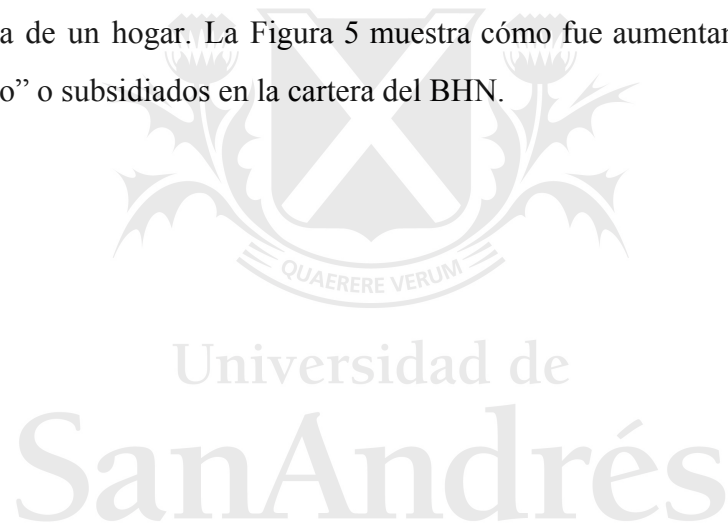 a de un hogar. La Figura 5 muestra cómo fue aumentan
o” o subsidiados en la cartera del BHN.
QUAERERE VERUM
Universidad de
SanAndrés